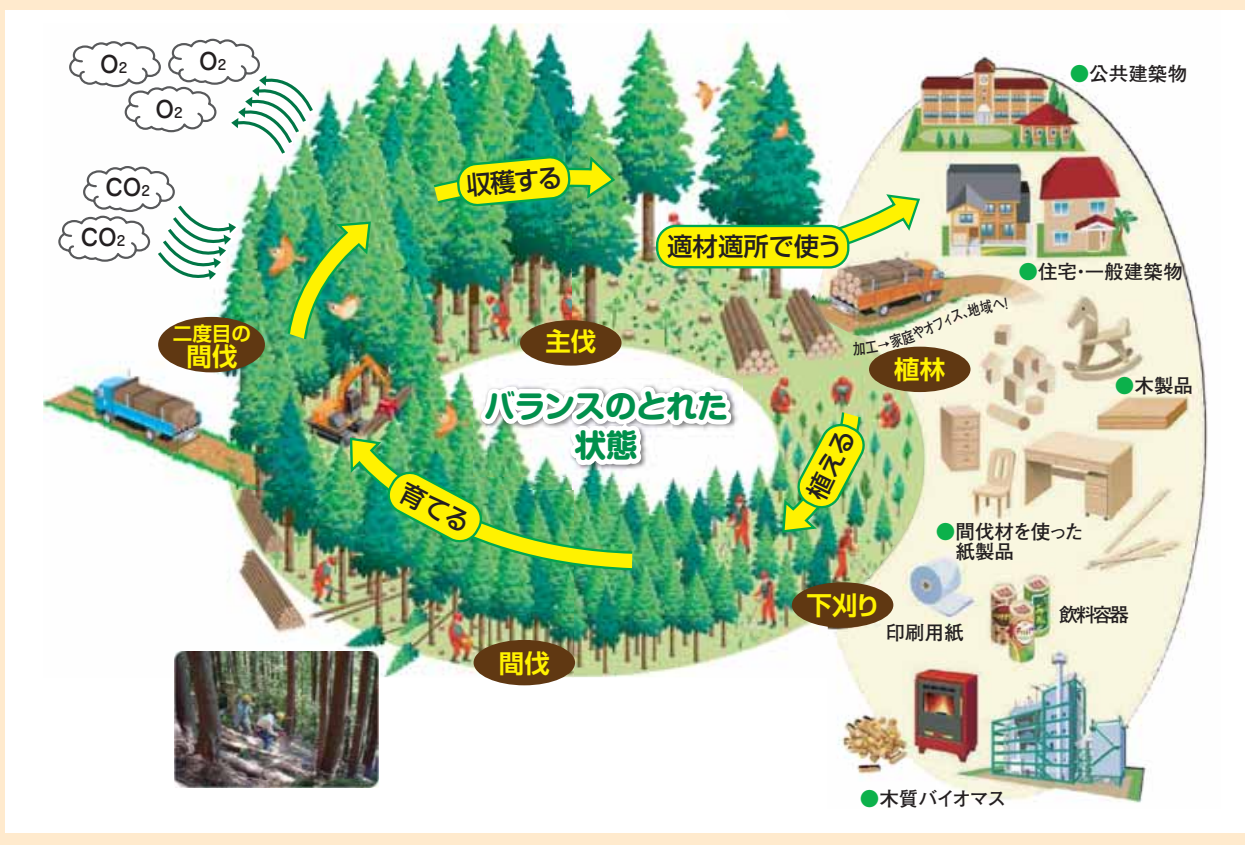 O2
O2
O2
CO2
CO2
収穫する
適材適所で使う
二度目の
間伐
主伐
加工→家庭やオフィス、地域へ!
植林
バランスのとれた
状態
植える
育てる
下刈り
間伐
●公共建築物
●住宅・一般建築物
●木製品
●間伐材を使った
紙製品
印刷用紙
飲料容器
●木質バイオマス